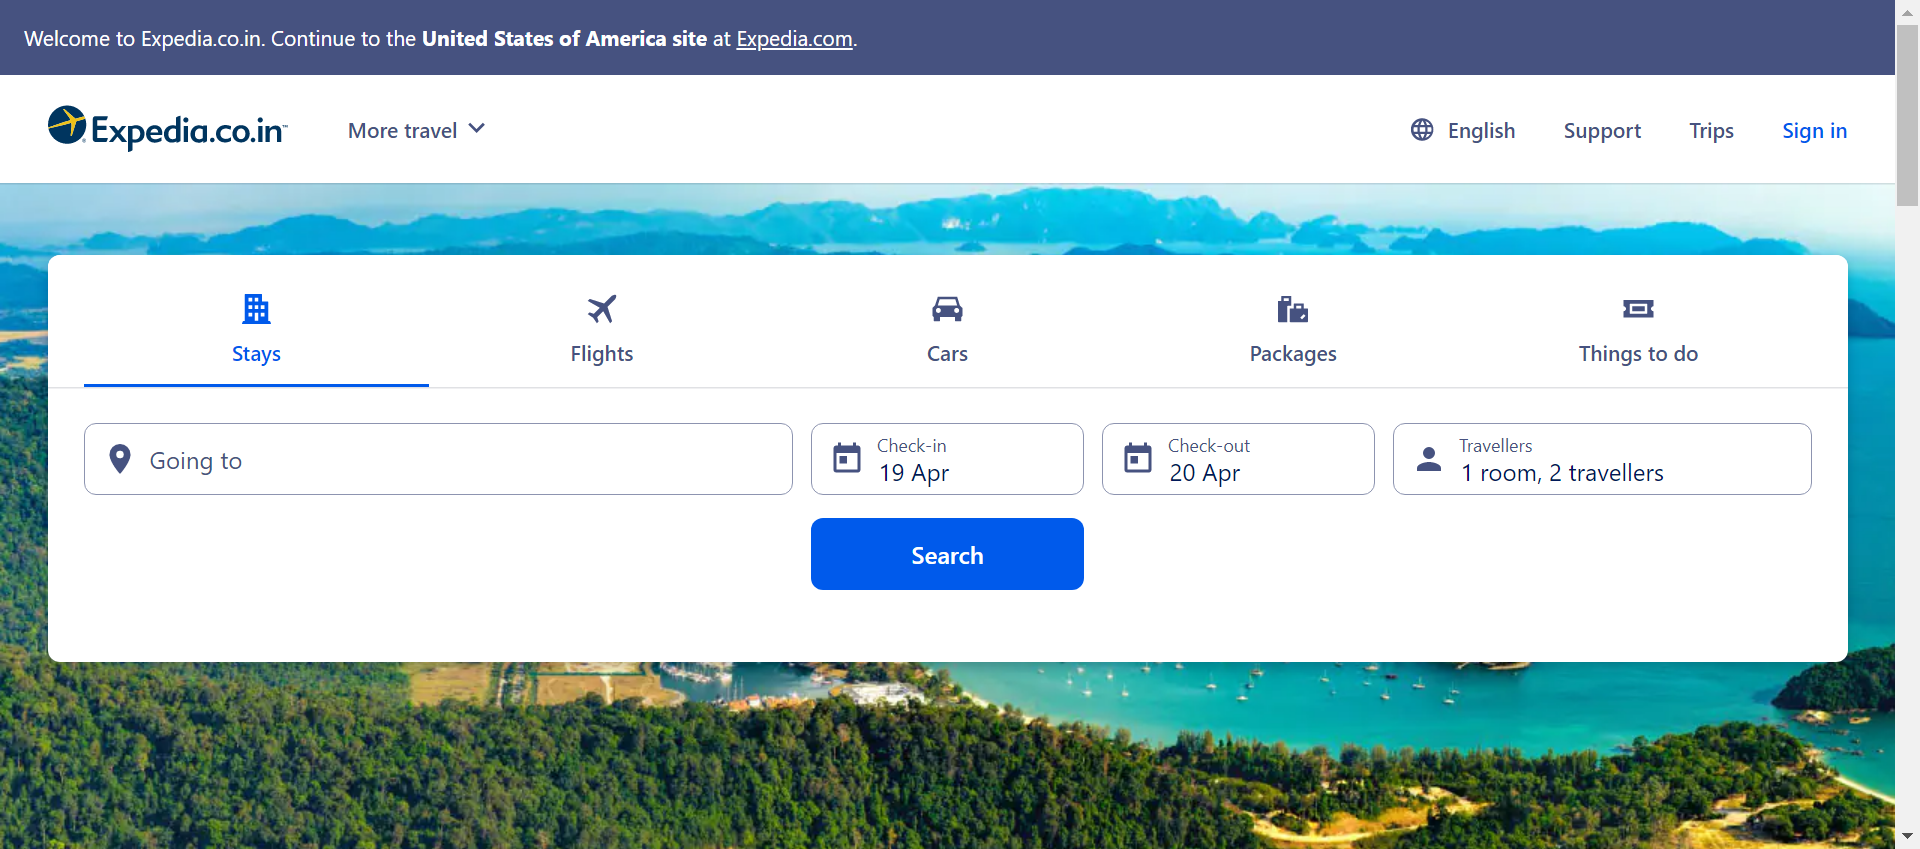 Welcome to Expedia.co.in. Continue to the United States of America site at Expedia.com.
Expedia.co.in™
More travel
English
Support
Trips
Sign in
Stays
Flights
Cars
Packages
Things to do
Going to
Check-in
19 Apr
Check-out
20 Apr
Travellers
1 room, 2 travellers
Search